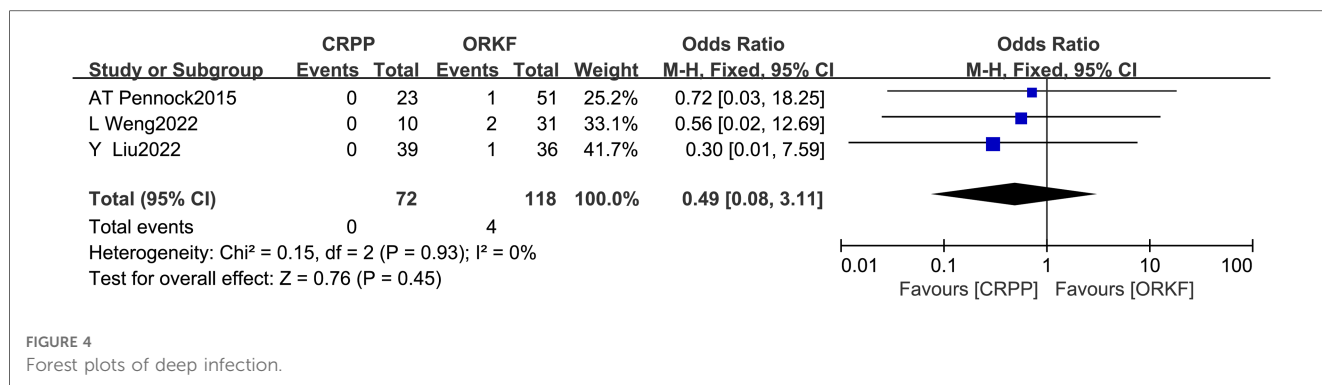 CRPP ORKF Odds Ratio Odds Ratio
Study or Subgroup Events Total Events Total Weight M-H, Fixed, 95% CI M-H, Fixed, 95% CI
AT Pennock2015 0 23 1 51 25.2% 0.72 [0.03, 18.25]
L Weng2022 0 10 2 31 33.1% 0.56 [0.02, 12.69]
Y Liu2022 0 39 1 36 41.7% 0.30 [0.01, 7.59]
Total (95% CI) 72 118 100.0% 0.49 [0.08, 3.11]
Total events 0 4
Heterogeneity: Chi² = 0.15, df = 2 (P = 0.93); I² = 0%
Test for overall effect: Z = 0.76 (P = 0.45)
0.01 0.1 1 10 100
Favours [CRPP] Favours [ORKF]
FIGURE 4
Forest plots of deep infection.